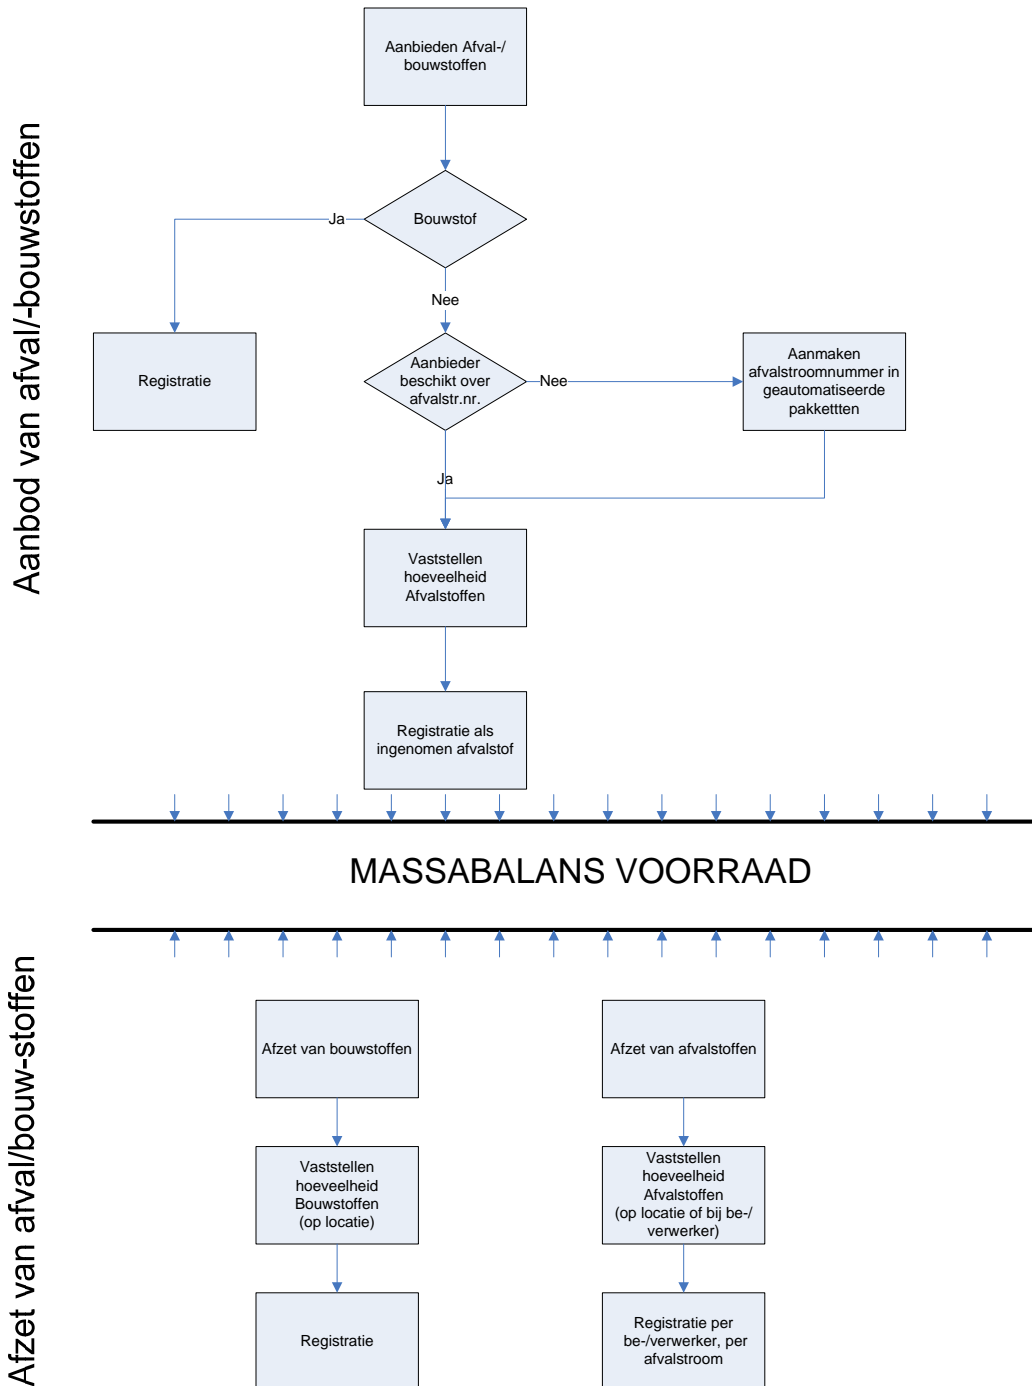 Aanbod van afval/-bouwstoffen
Aanbieden Afval-/
bouwstoffen
Bouwstof
Ja
Nee
Registratie
Aanbieder
beschikt over
afvalstr.nr.
Nee
Aanmaken
afvalstroomnummer in
geautomatiseerde
pakkettten
Ja
Vaststellen
hoeveelheid
Afvalstoffen
Registratie als
ingenomen afvalstof
MASSABALANS VOORRAAD
Afzet van afval/bouw-stoffen
Afzet van bouwstoffen
Vaststellen
hoeveelheid
Bouwstoffen
(op locatie)
Registratie
Afzet van afvalstoffen
Vaststellen
hoeveelheid
Afvalstoffen
(op locatie of bij be-/
verwerker)
Registratie per
be-/verwerker, per
afvalstroom